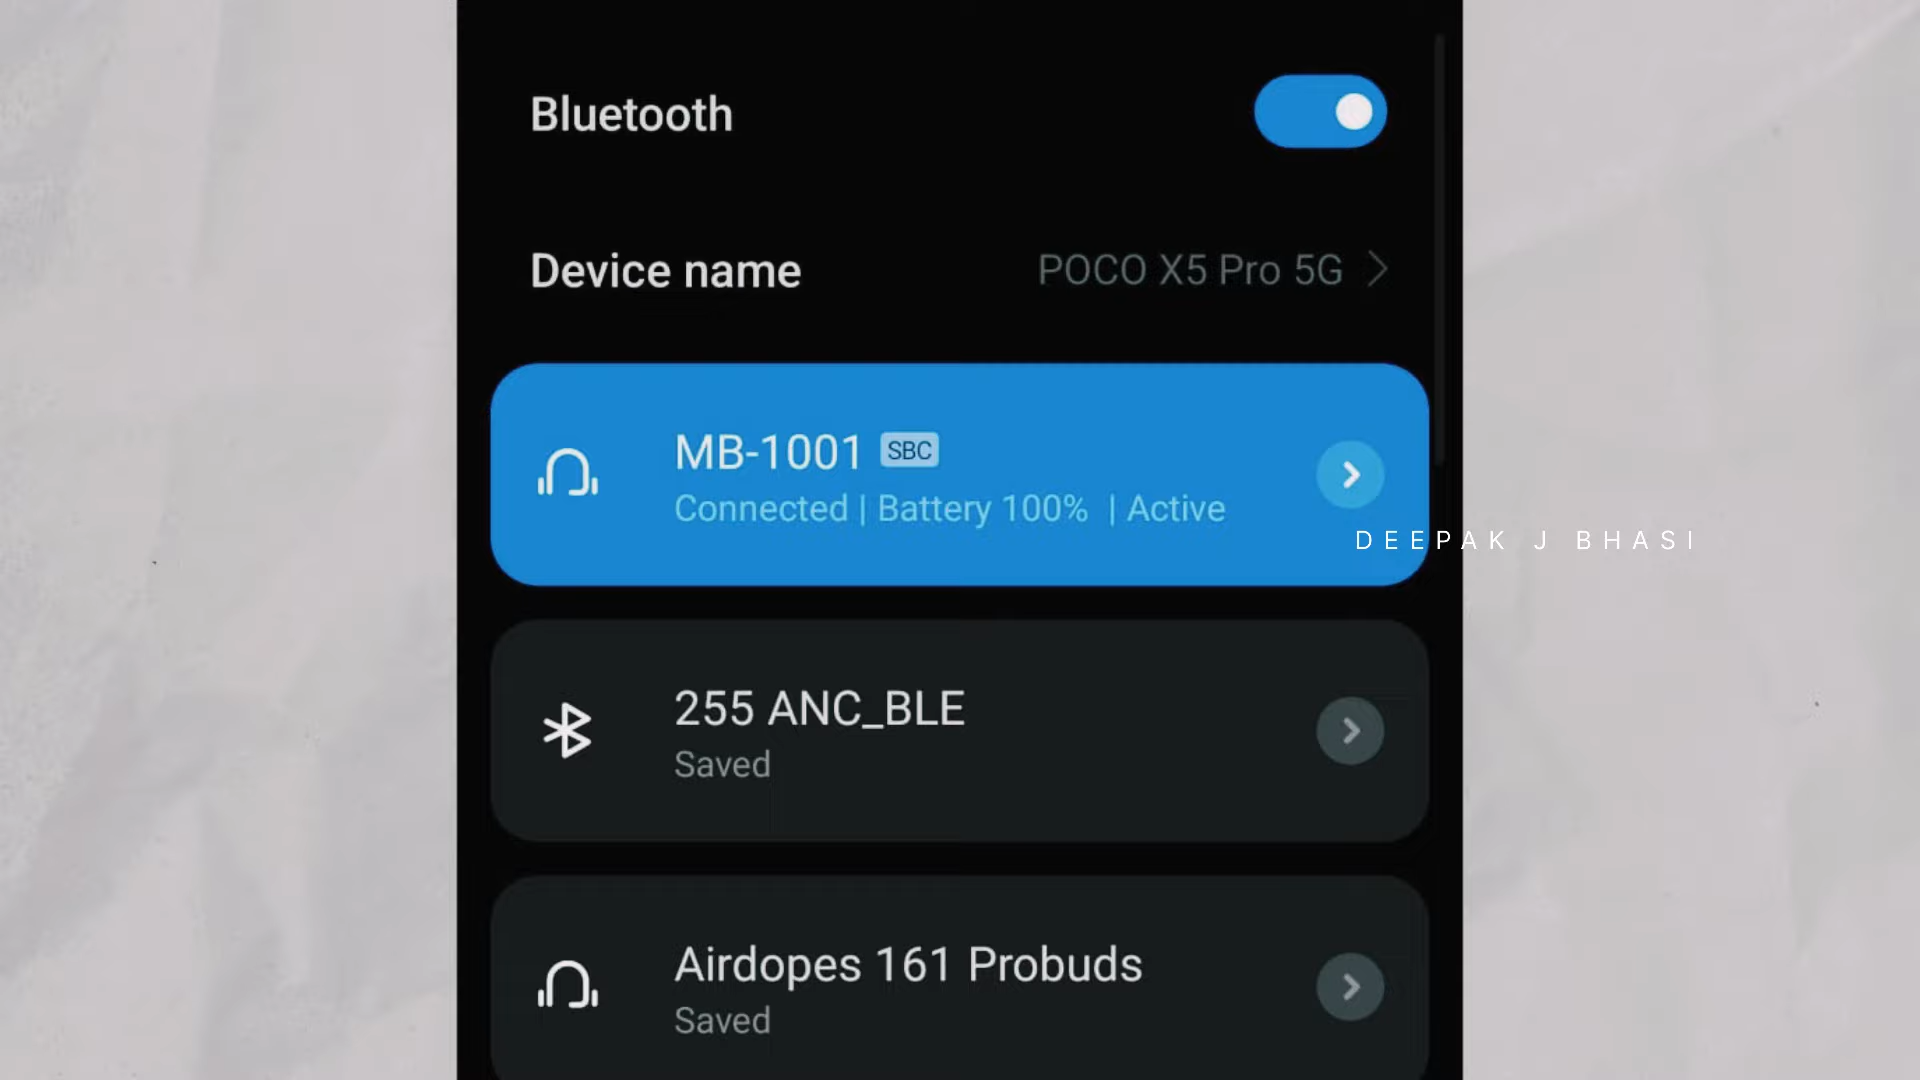 Bluetooth
Device name POCO X5 Pro 5G
MB-1001 SBC
Connected | Battery 100% | Active
DEEPAK J BHASI
255 ANC_BLE
Saved
Airdopes 161 Probuds
Saved